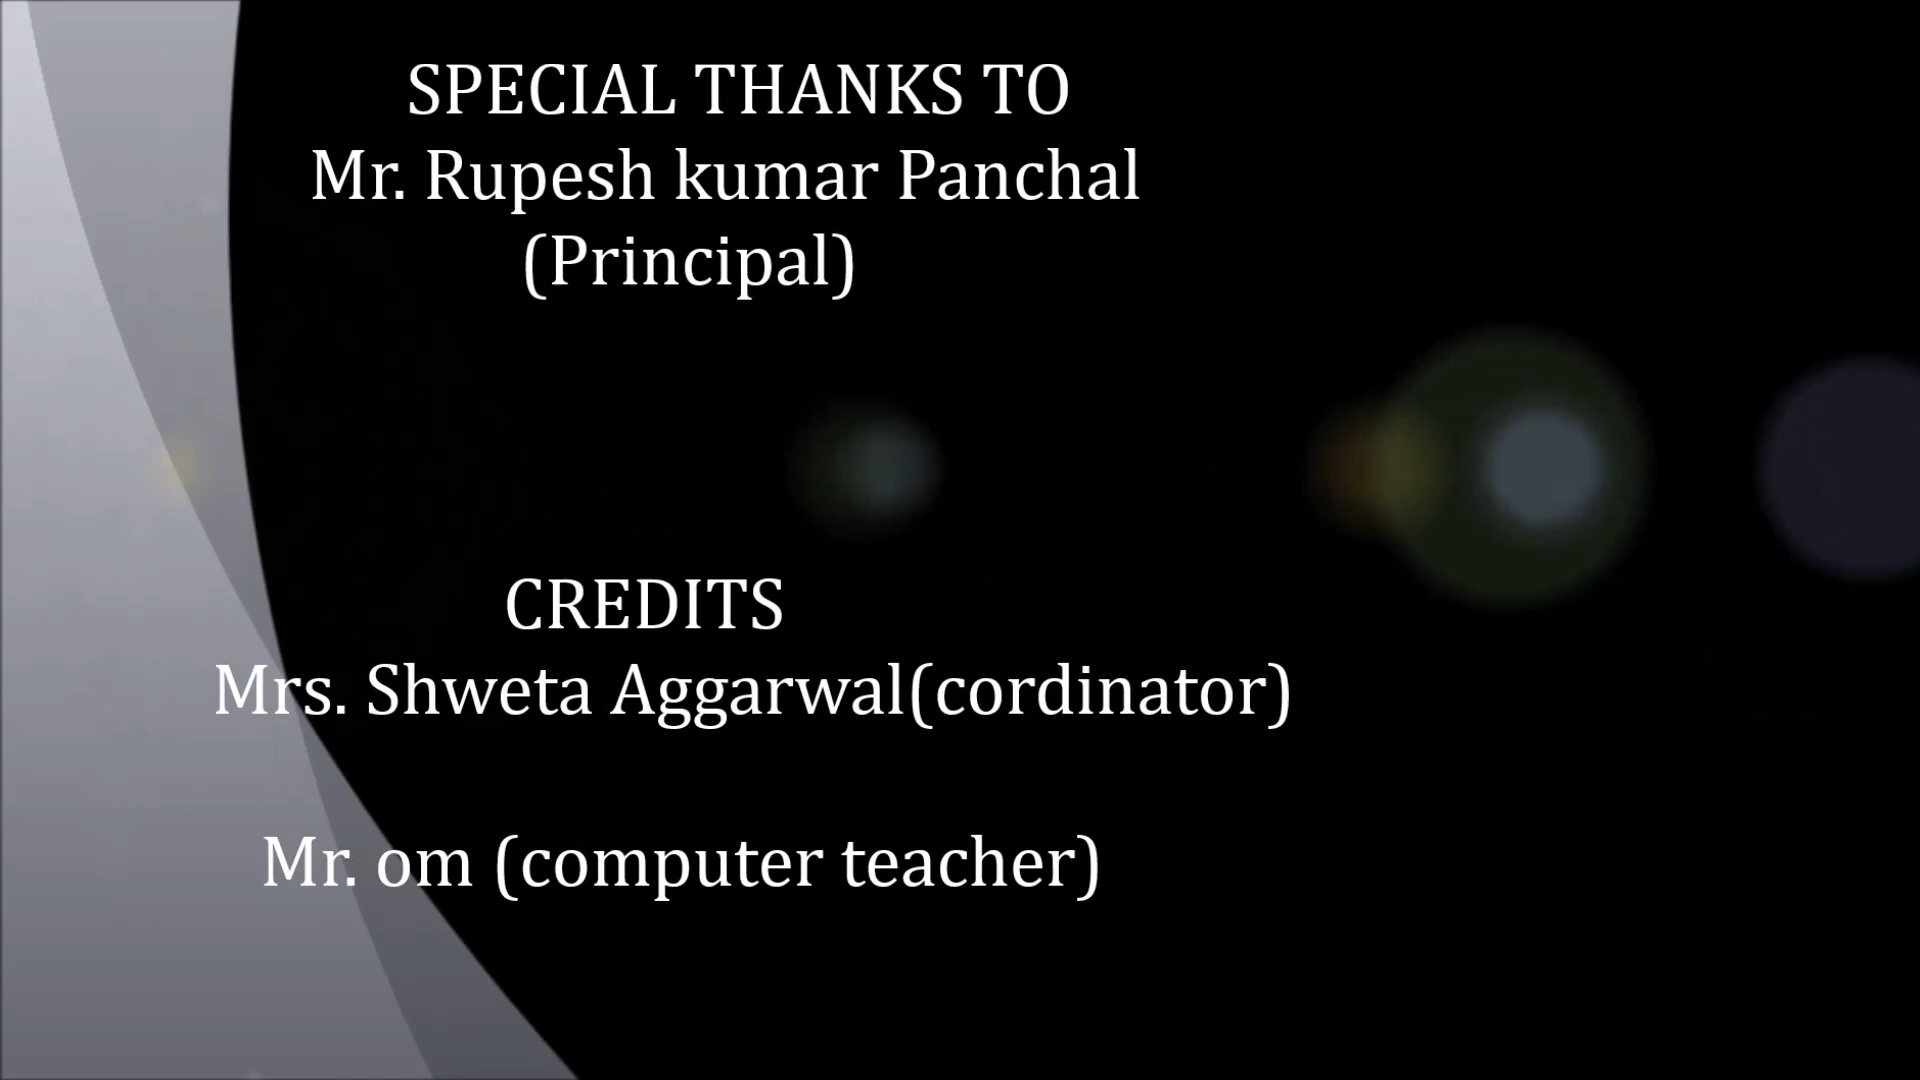 SPECIAL THANKS TO
Mr. Rupesh kumar Panchal
(Principal)
CREDITS
Mrs. Shweta Aggarwal(cordinator)
Mr. om (computer teacher)